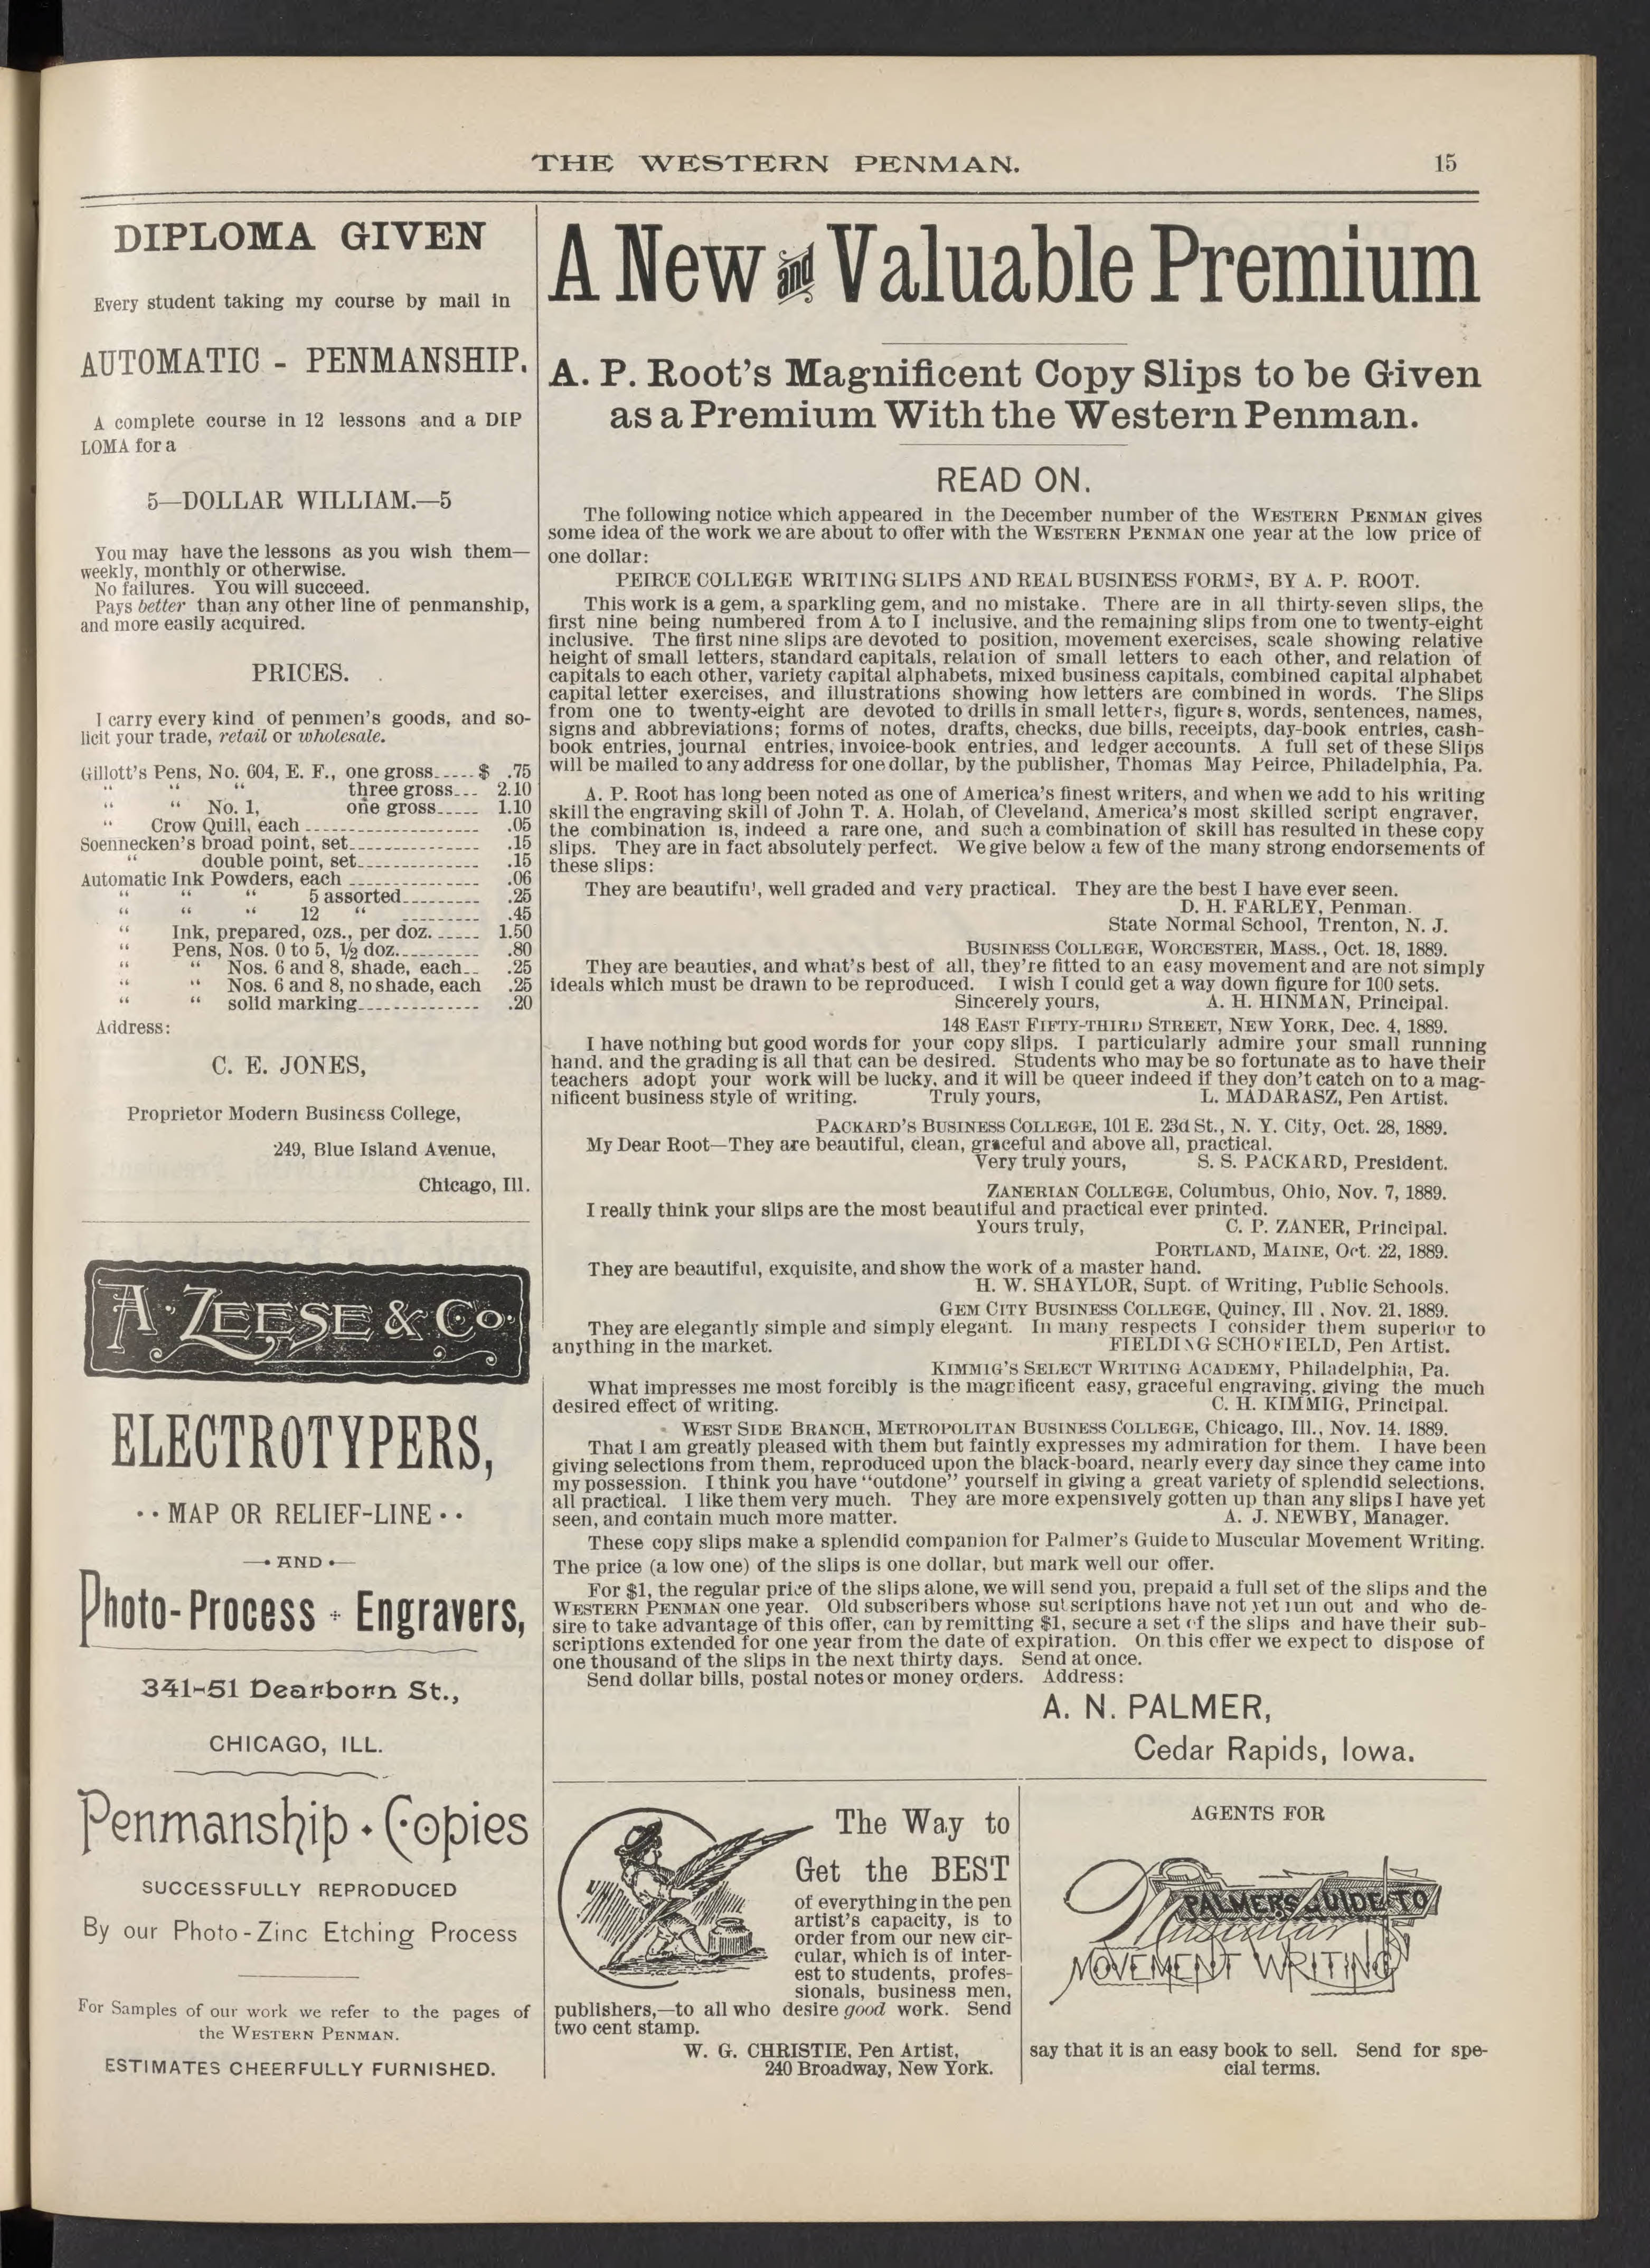 THE WESTERN PENMAN.
15
DIPLOMA GIVEN
Every student taking my course by mail in
AUTOMATIC - PENMANSHIP.
A complete course in 12 lessons and a DIP
LOMA for a
5—DOLLAR WILLIAM.—5
You may have the lessons as you wish them—
weekly, monthly or otherwise.
No failures. You will succeed.
Pays better than any other line of penmanship,
and more easily acquired.
PRICES.
I carry every kind of penmen's goods, and so-
licit your trade, retail or wholesale.
Gillott's Pens, No. 604, E. F., one gross.....$ .75
" " " three gross... 2.10
" " No. 1, one gross..... 1.10
" Crow Quill, each .................... .05
Soennecken's broad point, set............... .15
" double point, set.............. .15
Automatic Ink Powders, each ................ .06
" " " 5 assorted......... .25
" " " 12 " ......... .45
" Ink, prepared, ozs., per doz. ..... 1.50
" Pens, Nos. 0 to 5, ½ doz.......... .80
" " Nos. 6 and 8, shade, each.. .25
" " Nos. 6 and 8, no shade, each .25
" " solid marking.............. .20
Address:
C. E. JONES,
Proprietor Modern Business College,
249, Blue Island Avenue,
Chicago, Ill.
A. ZEESE & Co.
ELECTROTYPERS,
·· MAP OR RELIEF-LINE ··
—• AND •—
Photo-Process + Engravers,
341-51 Dearborn St.,
CHICAGO, ILL.
Penmanship · Copies
SUCCESSFULLY REPRODUCED
By our Photo-Zinc Etching Process
For Samples of our work we refer to the pages of
the WESTERN PENMAN.
ESTIMATES CHEERFULLY FURNISHED.
A New and Valuable Premium
A. P. Root's Magnificent Copy Slips to be Given
as a Premium With the Western Penman.
READ ON.
The following notice which appeared in the December number of the WESTERN PENMAN gives
some idea of the work we are about to offer with the WESTERN PENMAN one year at the low price of
one dollar:
PEIRCE COLLEGE WRITING SLIPS AND REAL BUSINESS FORMS, BY A. P. ROOT.
This work is a gem, a sparkling gem, and no mistake. There are in all thirty-seven slips, the
first nine being numbered from A to I inclusive, and the remaining slips from one to twenty-eight
inclusive. The first nine slips are devoted to position, movement exercises, scale showing relative
height of small letters, standard capitals, relation of small letters to each other, and relation of
capitals to each other, variety capital alphabets, mixed business capitals, combined capital alphabet
capital letter exercises, and illustrations showing how letters are combined in words. The Slips
from one to twenty-eight are devoted to drills in small letters, figures, words, sentences, names,
signs and abbreviations; forms of notes, drafts, checks, due bills, receipts, day-book entries, cash-
book entries, journal entries, invoice-book entries, and ledger accounts. A full set of these Slips
will be mailed to any address for one dollar, by the publisher, Thomas May Peirce, Philadelphia, Pa.
A. P. Root has long been noted as one of America's finest writers, and when we add to his writing
skill the engraving skill of John T. A. Holah, of Cleveland, America's most skilled script engraver,
the combination is, indeed a rare one, and such a combination of skill has resulted in these copy
slips. They are in fact absolutely perfect. We give below a few of the many strong endorsements of
these slips:
They are beautiful, well graded and very practical. They are the best I have ever seen.
D. H. FARLEY, Penman.
State Normal School, Trenton, N. J.
BUSINESS COLLEGE, WORCESTER, MASS., Oct. 18, 1889.
They are beauties, and what's best of all, they're fitted to an easy movement and are not simply
ideals which must be drawn to be reproduced. I wish I could get a way down figure for 100 sets.
Sincerely yours, A. H. HINMAN, Principal.
148 EAST FIFTY-THIRD STREET, NEW YORK, Dec. 4, 1889.
I have nothing but good words for your copy slips. I particularly admire your small running
hand, and the grading is all that can be desired. Students who may be so fortunate as to have their
teachers adopt your work will be lucky, and it will be queer indeed if they don't catch on to a mag-
nificent business style of writing. Truly yours, L. MADARASZ, Pen Artist.
PACKARD'S BUSINESS COLLEGE, 101 E. 23d St., N. Y. City, Oct. 28, 1889.
My Dear Root—They are beautiful, clean, graceful and above all, practical.
Very truly yours, S. S. PACKARD, President.
ZANERIAN COLLEGE, Columbus, Ohio, Nov. 7, 1889.
I really think your slips are the most beautiful and practical ever printed.
Yours truly, C. P. ZANER, Principal.
PORTLAND, MAINE, Oct. 22, 1889.
They are beautiful, exquisite, and show the work of a master hand.
H. W. SHAYLOR, Supt. of Writing, Public Schools.
GEM CITY BUSINESS COLLEGE, Quincy, Ill., Nov. 21, 1889.
They are elegantly simple and simply elegant. In many respects I consider them superior to
anything in the market. FIELDING SCHOFIELD, Pen Artist.
KIMMIG'S SELECT WRITING ACADEMY, Philadelphia, Pa.
What impresses me most forcibly is the magnificent easy, graceful engraving, giving the much
desired effect of writing. C. H. KIMMIG, Principal.
WEST SIDE BRANCH, METROPOLITAN BUSINESS COLLEGE, Chicago, Ill., Nov. 14, 1889.
That I am greatly pleased with them but faintly expresses my admiration for them. I have been
giving selections from them, reproduced upon the black-board, nearly every day since they came into
my possession. I think you have "outdone" yourself in giving a great variety of splendid selections,
all practical. I like them very much. They are more expensively gotten up than any slips I have yet
seen, and contain much more matter. A. J. NEWBY, Manager.
These copy slips make a splendid companion for Palmer's Guide to Muscular Movement Writing.
The price (a low one) of the slips is one dollar, but mark well our offer.
For $1, the regular price of the slips alone, we will send you, prepaid a full set of the slips and the
WESTERN PENMAN one year. Old subscribers whose subscriptions have not yet run out and who de-
sire to take advantage of this offer, can by remitting $1, secure a set of the slips and have their sub-
scriptions extended for one year from the date of expiration. On this offer we expect to dispose of
one thousand of the slips in the next thirty days. Send at once.
Send dollar bills, postal notes or money orders. Address:
A. N. PALMER,
Cedar Rapids, Iowa.
The Way to
Get the BEST
of everything in the pen
artist's capacity, is to
order from our new cir-
cular, which is of inter-
est to students, profes-
sionals, business men,
publishers,—to all who desire good work. Send
two cent stamp.
W. G. CHRISTIE, Pen Artist,
240 Broadway, New York.
AGENTS FOR
PALMER'S GUIDE TO
Muscular
MOVEMENT WRITING
say that it is an easy book to sell. Send for spe-
cial terms.